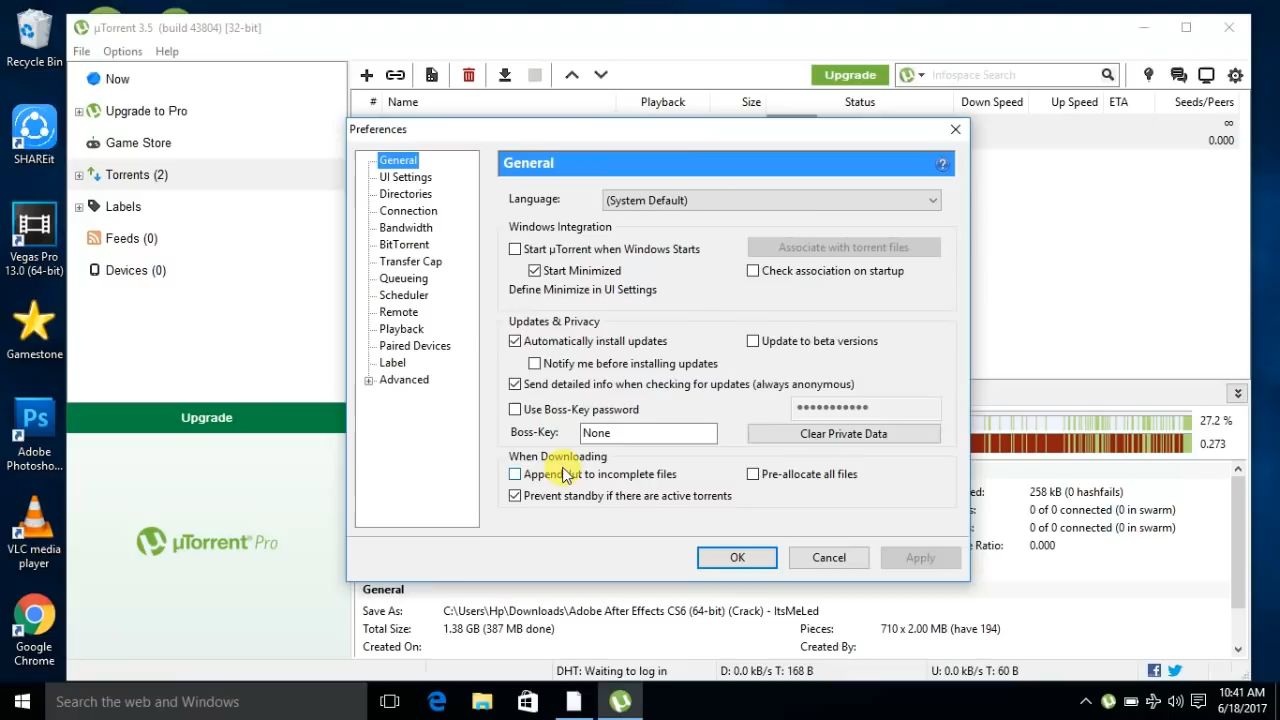 Recycle Bin
SHAREit
Vegas Pro
13.0 (64-bit)
Gamestone
Ps
Adobe
Photosho...
VLC media
player
Google
Chrome
µTorrent 3.5 (build 43804) [32-bit]
File Options Help
Now
Upgrade to Pro
Game Store
Torrents (2)
Labels
Feeds (0)
Devices (0)
Upgrade
µTorrent Pro
Upgrade
Infospace Search
# Name Playback Size Status Down Speed Up Speed ETA Seeds/Peers
∞
0.000
Preferences
General
UI Settings
Directories
Connection
Bandwidth
BitTorrent
Transfer Cap
Queueing
Scheduler
Remote
Playback
Paired Devices
Label
Advanced
General
Language: (System Default)
Windows Integration
Start µTorrent when Windows Starts Associate with torrent files
Start Minimized Check association on startup
Define Minimize in UI Settings
Updates & Privacy
Automatically install updates Update to beta versions
Notify me before installing updates
Send detailed info when checking for updates (always anonymous)
Use Boss-Key password
Boss-Key: None Clear Private Data
When Downloading
to incomplete files Pre-allocate all files
Prevent standby if there are active torrents
OK Cancel Apply
27.2 %
0.273
258 kB (0 hashfails)
0 of 0 connected (0 in swarm)
0 of 0 connected (0 in swarm)
Ratio: 0.000
General
Save As: C:\Users\Hp\Downloads\Adobe After Effects CS6 (64-bit) (Crack) - ItsMeLed
Total Size: 1.38 GB (387 MB done) Pieces: 710 x 2.00 MB (have 194)
Created On: Created By:
DHT: Waiting to log in D: 0.0 kB/s T: 168 B U: 0.0 kB/s T: 60 B
Search the web and Windows
10:41 AM
6/18/2017